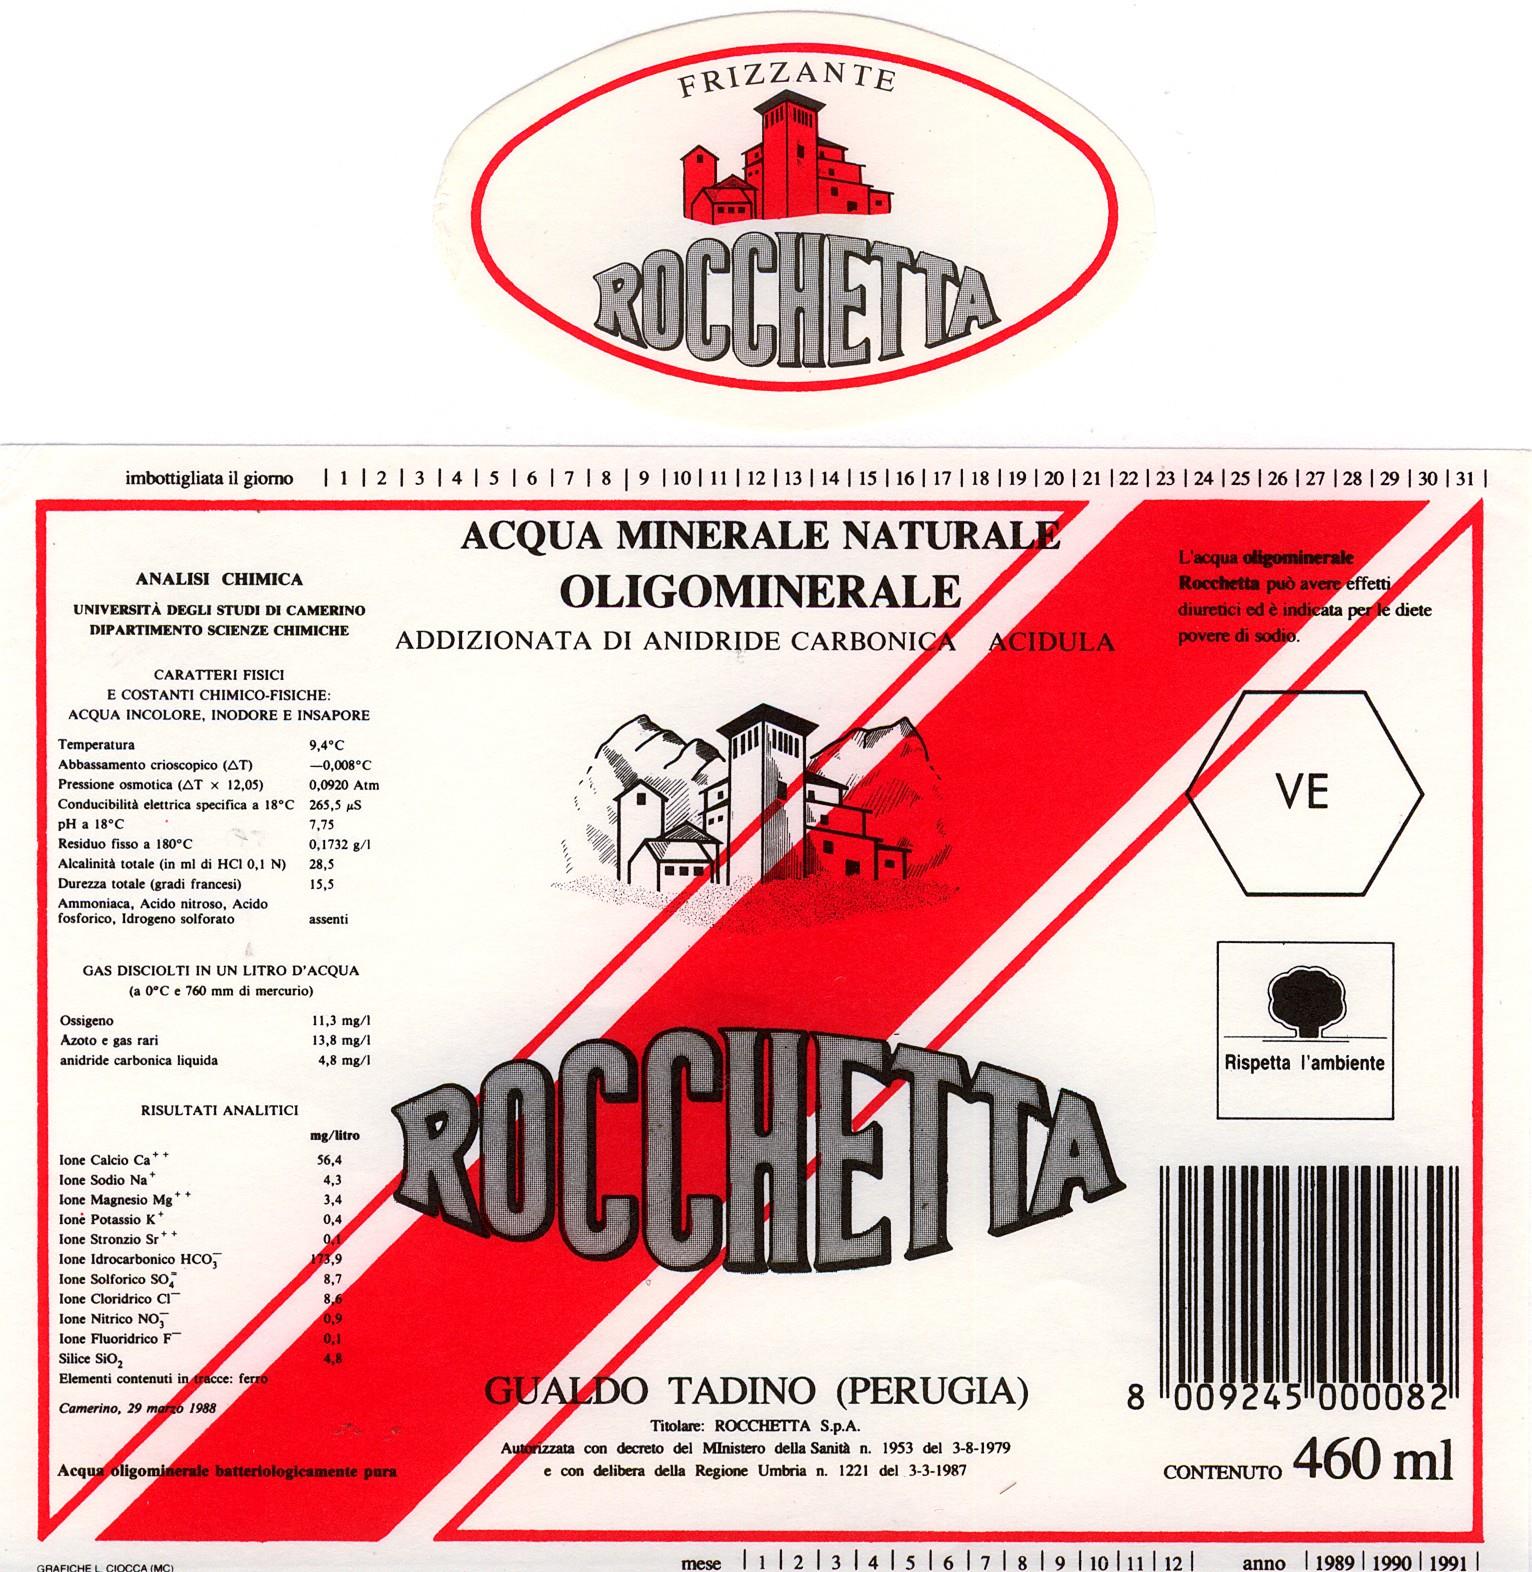 FRIZZANTE
ROCCHETTA
imbottigliata il giorno | 1 | 2 | 3 | 4 | 5 | 6 | 7 | 8 | 9 | 10 | 11 | 12 | 13 | 14 | 15 | 16 | 17 | 18 | 19 | 20 | 21 | 22 | 23 | 24 | 25 | 26 | 27 | 28 | 29 | 30 | 31 |
ACQUA MINERALE NATURALE
OLIGOMINERALE
ADDIZIONATA DI ANIDRIDE CARBONICA ACIDULA
ANALISI CHIMICA
UNIVERSITÀ DEGLI STUDI DI CAMERINO
DIPARTIMENTO SCIENZE CHIMICHE
CARATTERI FISICI
E COSTANTI CHIMICO-FISICHE:
ACQUA INCOLORE, INODORE E INSAPORE
Temperatura 9,4°C
Abbassamento crioscopico (△T) —0,008°C
Pressione osmotica (△T × 12,05) 0,0920 Atm
Conducibilità elettrica specifica a 18°C 265,5 µS
pH a 18°C 7,75
Residuo fisso a 180°C 0,1732 g/l
Alcalinità totale (in ml di HCl 0,1 N) 28,5
Durezza totale (gradi francesi) 15,5
Ammoniaca, Acido nitroso, Acido
fosforico, Idrogeno solforato assenti
GAS DISCIOLTI IN UN LITRO D'ACQUA
(a 0°C e 760 mm di mercurio)
Ossigeno 11,3 mg/l
Azoto e gas rari 13,8 mg/l
anidride carbonica liquida 4,8 mg/l
RISULTATI ANALITICI
mg/litro
Ione Calcio Ca++ 56,4
Ione Sodio Na+ 4,3
Ione Magnesio Mg++ 3,4
Ione Potassio K+ 0,4
Ione Stronzio Sr++ 0,1
Ione Idrocarbonico HCO3− 173,9
Ione Solforico SO4= 8,7
Ione Cloridrico Cl− 8,6
Ione Nitrico NO3− 0,9
Ione Fluoridrico F− 0,1
Silice SiO2 4,8
Elementi contenuti in tracce: ferro
Camerino, 29 marzo 1988
Acqua oligominerale batteriologicamente pura
ROCCHETTA
GUALDO TADINO (PERUGIA)
Titolare: ROCCHETTA S.p.A.
Autorizzata con decreto del MInistero della Sanità n. 1953 del 3-8-1979
e con delibera della Regione Umbria n. 1221 del 3-3-1987
L'acqua oligominerale
Rocchetta può avere effetti
diuretici ed è indicata per le diete
povere di sodio.
VE
Rispetta l'ambiente
8 009245 000082
CONTENUTO 460 ml
GRAFICHE L. CIOCCA (MC)
mese | 1 | 2 | 3 | 4 | 5 | 6 | 7 | 8 | 9 | 10 | 11 | 12 | anno | 1989 | 1990 | 1991 |